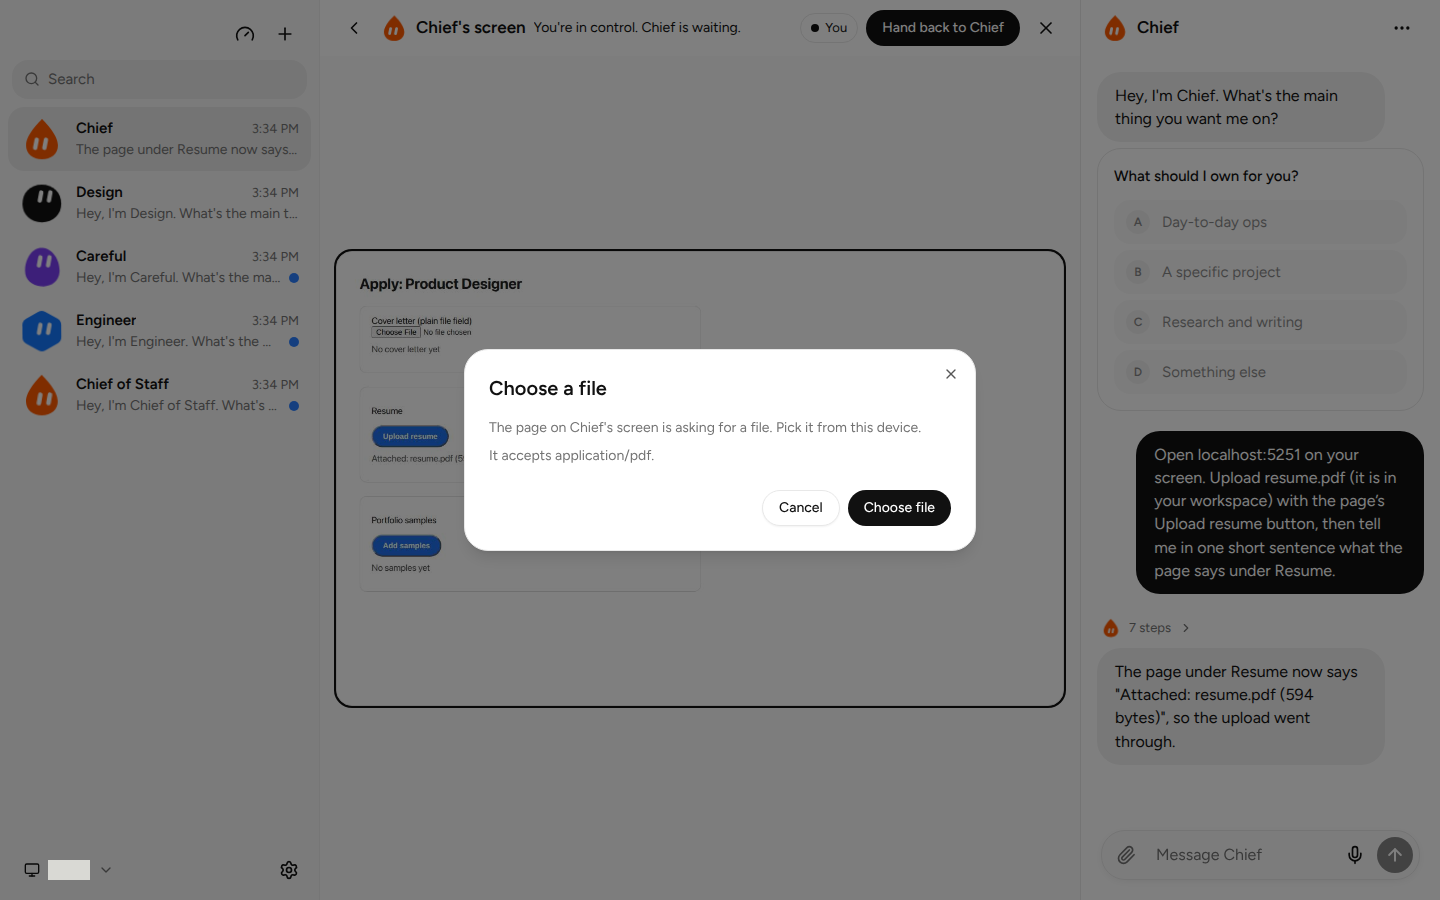 Search
Chief 3:34 PM
The page under Resume now says...
Design 3:34 PM
Hey, I'm Design. What's the main t...
Careful 3:34 PM
Hey, I'm Careful. What's the ma...
Engineer 3:34 PM
Hey, I'm Engineer. What's the ...
Chief of Staff 3:34 PM
Hey, I'm Chief of Staff. What's ...
Chief's screen You're in control. Chief is waiting.
You
Hand back to Chief
Apply: Product Designer
Cover letter (plain file field)
Choose File No file chosen
No cover letter yet
Resume
Upload resume
Attached: resume.pdf (5
Portfolio samples
Add samples
No samples yet
Choose a file
The page on Chief's screen is asking for a file. Pick it from this device.
It accepts application/pdf.
Cancel
Choose file
Chief
Hey, I'm Chief. What's the main
thing you want me on?
What should I own for you?
A Day-to-day ops
B A specific project
C Research and writing
D Something else
Open localhost:5251 on your
screen. Upload resume.pdf (it is in
your workspace) with the page’s
Upload resume button, then tell
me in one short sentence what the
page says under Resume.
7 steps
The page under Resume now says
"Attached: resume.pdf (594
bytes)", so the upload went
through.
Message Chief